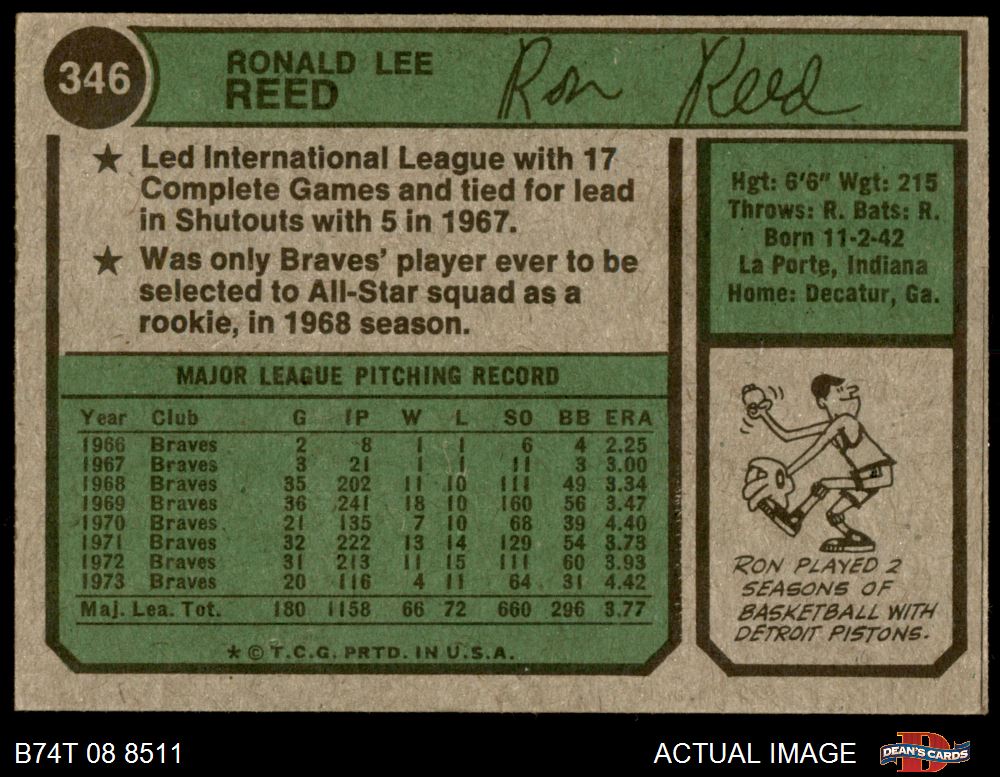 346
RONALD LEE
REED
Ron Reed
★ Led International League with 17
Complete Games and tied for lead
in Shutouts with 5 in 1967.
★ Was only Braves' player ever to be
selected to All-Star squad as a
rookie, in 1968 season.
Hgt: 6'6" Wgt: 215
Throws: R. Bats: R.
Born 11-2-42
La Porte, Indiana
Home: Decatur, Ga.
MAJOR LEAGUE PITCHING RECORD
Year Club G IP W L SO BB ERA
1966 Braves 2 8 1 1 6 4 2.25
1967 Braves 3 21 1 1 11 3 3.00
1968 Braves 35 202 11 10 111 49 3.34
1969 Braves 36 241 18 10 160 56 3.47
1970 Braves 21 135 7 10 68 39 4.40
1971 Braves 32 222 13 14 129 54 3.73
1972 Braves 31 213 11 15 111 60 3.93
1973 Braves 20 116 4 11 64 31 4.42
Maj. Lea. Tot. 180 1158 66 72 660 296 3.77
★ © T.C.G. PRTD. IN U.S.A.
RON PLAYED 2
SEASONS OF
BASKETBALL WITH
DETROIT PISTONS.
B74T 08 8511
ACTUAL IMAGE
DEAN'S CARDS